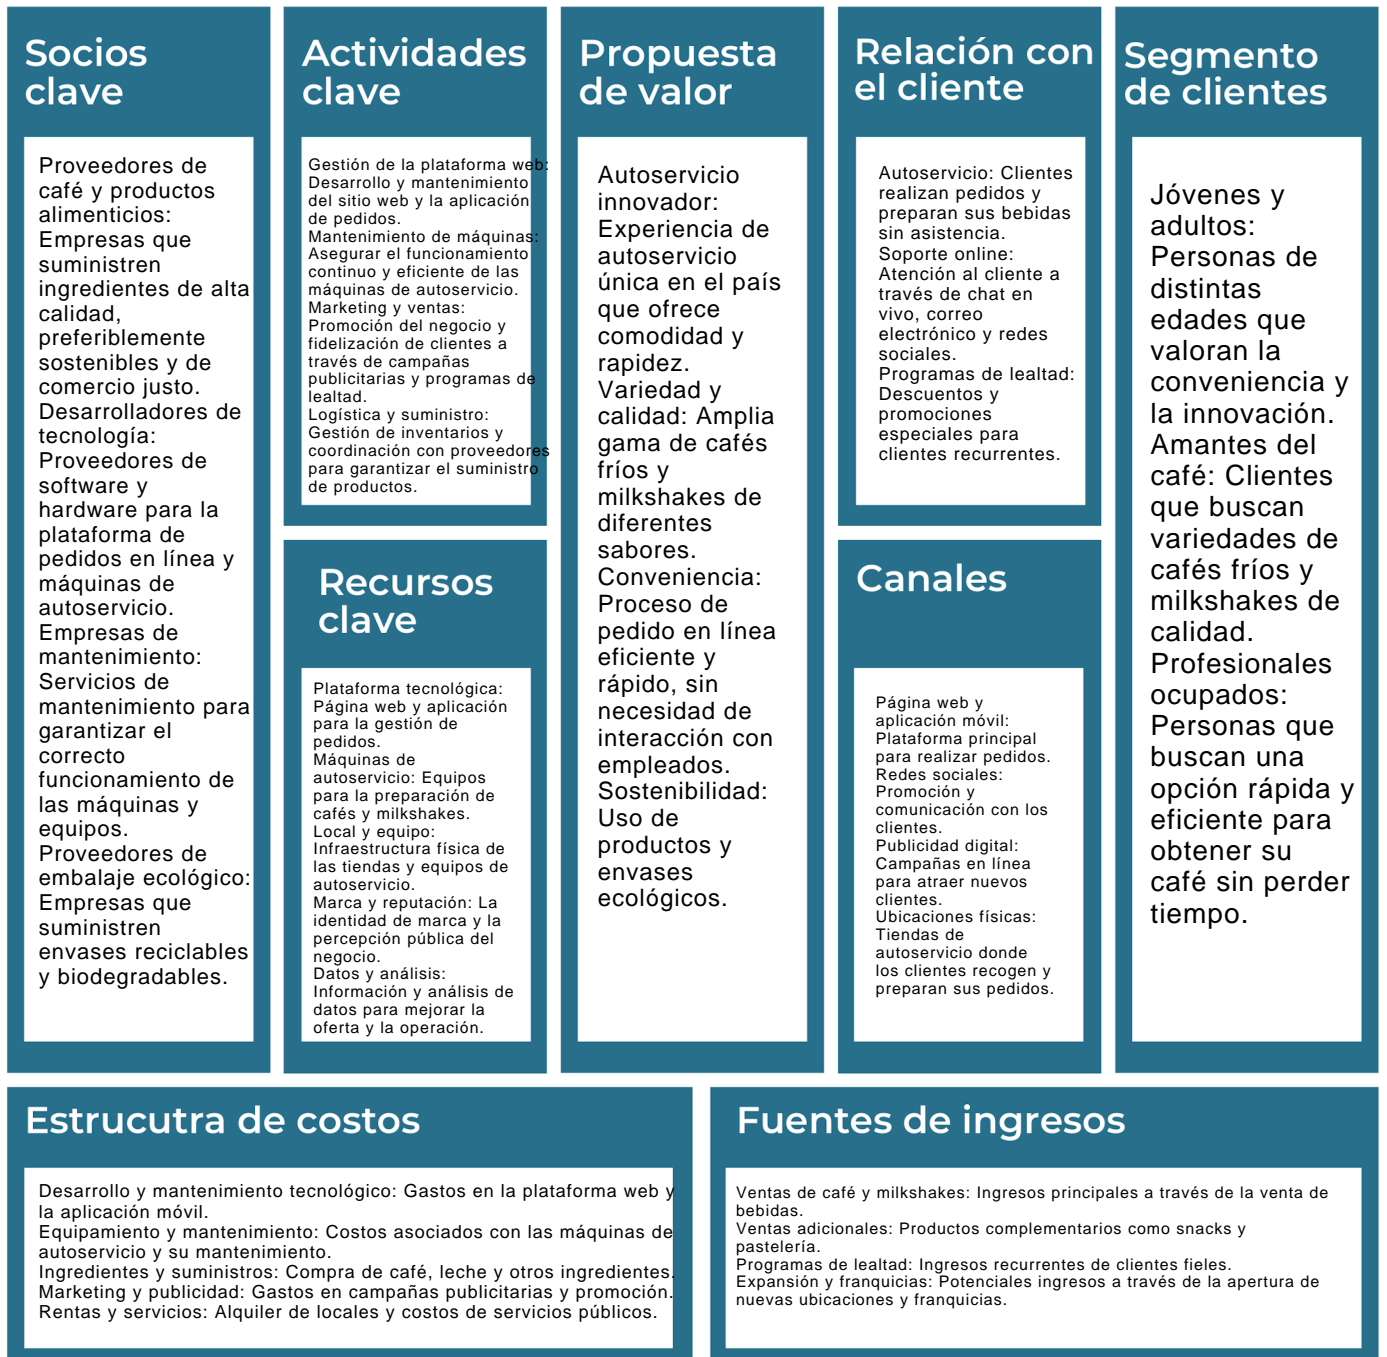 Socios
clave
Proveedores de
café y productos
alimenticios:
Empresas que
suministren
ingredientes de alta
calidad,
preferiblemente
sostenibles y de
comercio justo.
Desarrolladores de
tecnología:
Proveedores de
software y
hardware para la
plataforma de
pedidos en línea y
máquinas de
autoservicio.
Empresas de
mantenimiento:
Servicios de
mantenimiento para
garantizar el
correcto
funcionamiento de
las máquinas y
equipos.
Proveedores de
embalaje ecológico:
Empresas que
suministren
envases reciclables
y biodegradables.
Actividades
clave
Gestión de la plataforma web:
Desarrollo y mantenimiento
del sitio web y la aplicación
de pedidos.
Mantenimiento de máquinas:
Asegurar el funcionamiento
continuo y eficiente de las
máquinas de autoservicio.
Marketing y ventas:
Promoción del negocio y
fidelización de clientes a
través de campañas
publicitarias y programas de
lealtad.
Logística y suministro:
Gestión de inventarios y
coordinación con proveedores
para garantizar el suministro
de productos.
Recursos
clave
Plataforma tecnológica:
Página web y aplicación
para la gestión de
pedidos.
Máquinas de
autoservicio: Equipos
para la preparación de
cafés y milkshakes.
Local y equipo:
Infraestructura física de
las tiendas y equipos de
autoservicio.
Marca y reputación: La
identidad de marca y la
percepción pública del
negocio.
Datos y análisis:
Información y análisis de
datos para mejorar la
oferta y la operación.
Propuesta
de valor
Autoservicio
innovador:
Experiencia de
autoservicio
única en el país
que ofrece
comodidad y
rapidez.
Variedad y
calidad: Amplia
gama de cafés
fríos y
milkshakes de
diferentes
sabores.
Conveniencia:
Proceso de
pedido en línea
eficiente y
rápido, sin
necesidad de
interacción con
empleados.
Sostenibilidad:
Uso de
productos y
envases
ecológicos.
Relación con
el cliente
Autoservicio: Clientes
realizan pedidos y
preparan sus bebidas
sin asistencia.
Soporte online:
Atención al cliente a
través de chat en
vivo, correo
electrónico y redes
sociales.
Programas de lealtad:
Descuentos y
promociones
especiales para
clientes recurrentes.
Canales
Página web y
aplicación móvil:
Plataforma principal
para realizar pedidos.
Redes sociales:
Promoción y
comunicación con los
clientes.
Publicidad digital:
Campañas en línea
para atraer nuevos
clientes.
Ubicaciones físicas:
Tiendas de
autoservicio donde
los clientes recogen y
preparan sus pedidos.
Segmento
de clientes
Jóvenes y
adultos:
Personas de
distintas
edades que
valoran la
conveniencia y
la innovación.
Amantes del
café: Clientes
que buscan
variedades de
cafés fríos y
milkshakes de
calidad.
Profesionales
ocupados:
Personas que
buscan una
opción rápida y
eficiente para
obtener su
café sin perder
tiempo.
Estrucutra de costos
Desarrollo y mantenimiento tecnológico: Gastos en la plataforma web y
la aplicación móvil.
Equipamiento y mantenimiento: Costos asociados con las máquinas de
autoservicio y su mantenimiento.
Ingredientes y suministros: Compra de café, leche y otros ingredientes.
Marketing y publicidad: Gastos en campañas publicitarias y promoción.
Rentas y servicios: Alquiler de locales y costos de servicios públicos.
Fuentes de ingresos
Ventas de café y milkshakes: Ingresos principales a través de la venta de
bebidas.
Ventas adicionales: Productos complementarios como snacks y
pastelería.
Programas de lealtad: Ingresos recurrentes de clientes fieles.
Expansión y franquicias: Potenciales ingresos a través de la apertura de
nuevas ubicaciones y franquicias.